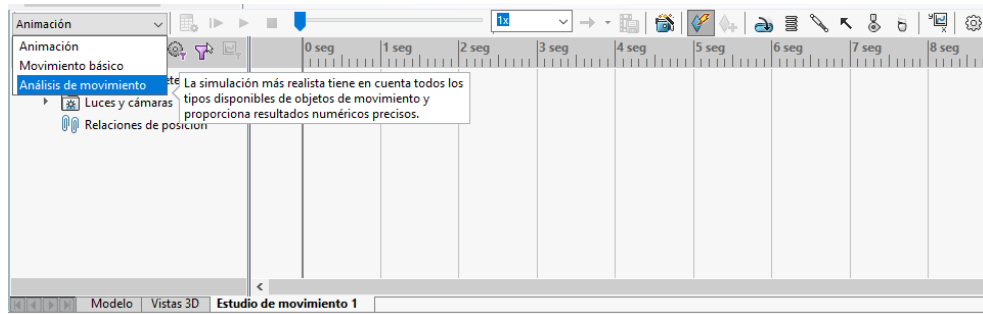 Animación
1x
Animación
Movimiento básico
Análisis de movimiento
0 seg 1 seg 2 seg 3 seg 4 seg 5 seg 6 seg 7 seg 8 seg
La simulación más realista tiene en cuenta todos los
tipos disponibles de objetos de movimiento y
proporciona resultados numéricos precisos.
Luces y cámaras
Relaciones de posición
Modelo Vistas 3D Estudio de movimiento 1